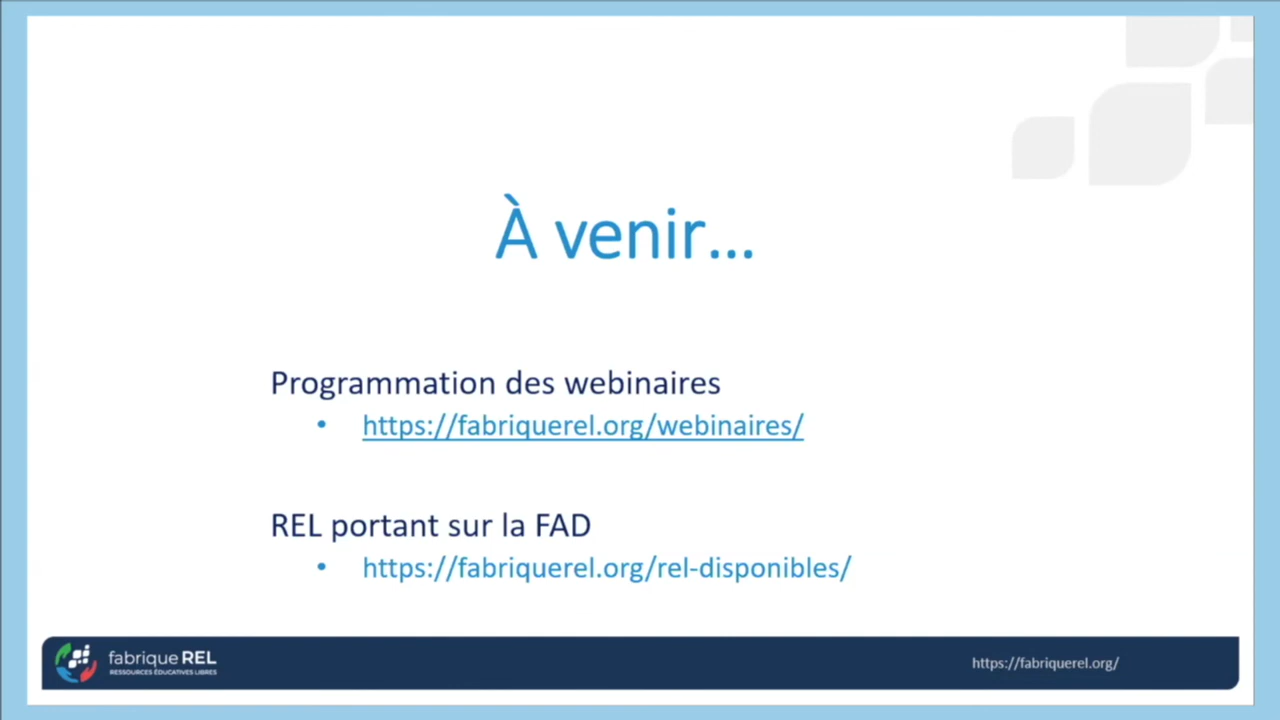 À venir...
Programmation des webinaires
• https://fabriquerel.org/webinaires/
REL portant sur la FAD
• https://fabriquerel.org/rel-disponibles/
fabrique REL
RESSOURCES ÉDUCATIVES LIBRES
https://fabriquerel.org/